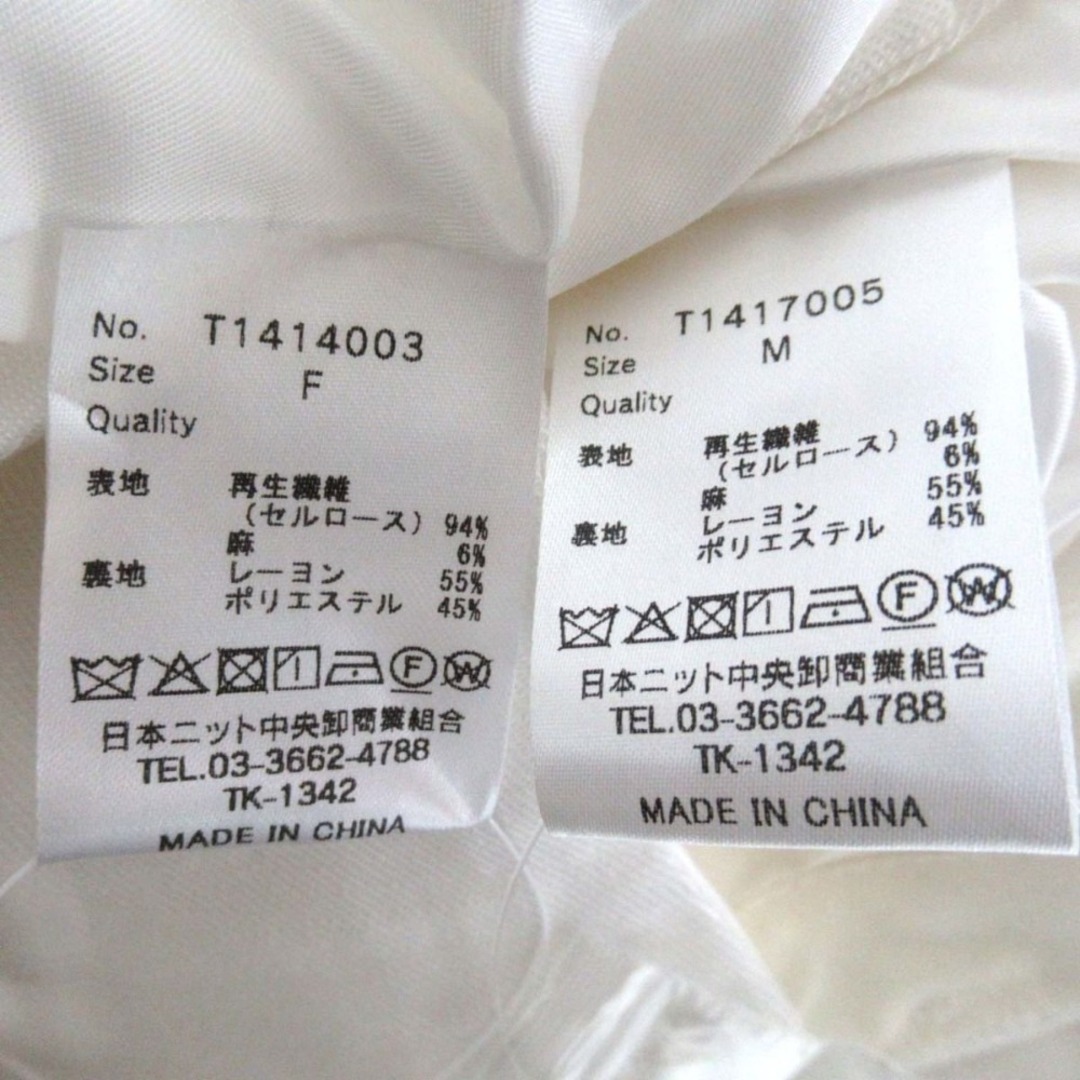 No. T1414003
Size F
Quality
表地 再生繊維
(セルロース) 94%
麻 6%
裏地 レーヨン 55%
ポリエステル 45%
F W
日本ニット中央卸商業組合
TEL.03-3662-4788
TK-1342
MADE IN CHINA
No. T1417005
Size M
Quality
表地 再生繊維
(セルロース) 94%
麻 6%
裏地 レーヨン 55%
ポリエステル 45%
F W
日本ニット中央卸商業組合
TEL.03-3662-4788
TK-1342
MADE IN CHINA